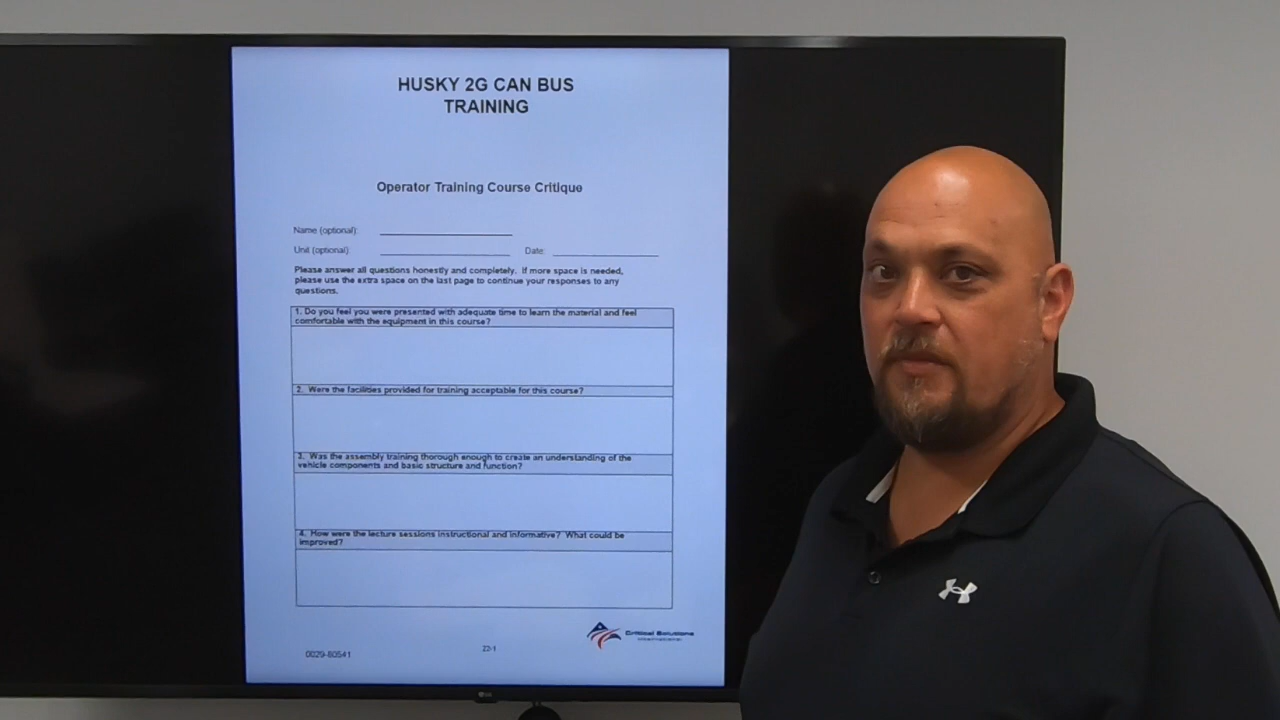 HUSKY 2G CAN BUS
TRAINING
Operator Training Course Critique
Name (optional):
Unit (optional):
Date:
Please answer all questions honestly and completely. If more space is needed,
please use the extra space on the last page to continue your responses to any
questions.
1. Do you feel you were presented with adequate time to learn the material and feel
comfortable with the equipment in this course?
2. Were the facilities provided for training acceptable for this course?
3. Was the assembly training thorough enough to create an understanding of the
vehicle components and basic structure and function?
4. How were the lecture sessions instructional and informative? What could be
improved?
Critical Solutions
International
0029-80541
22-1
LG